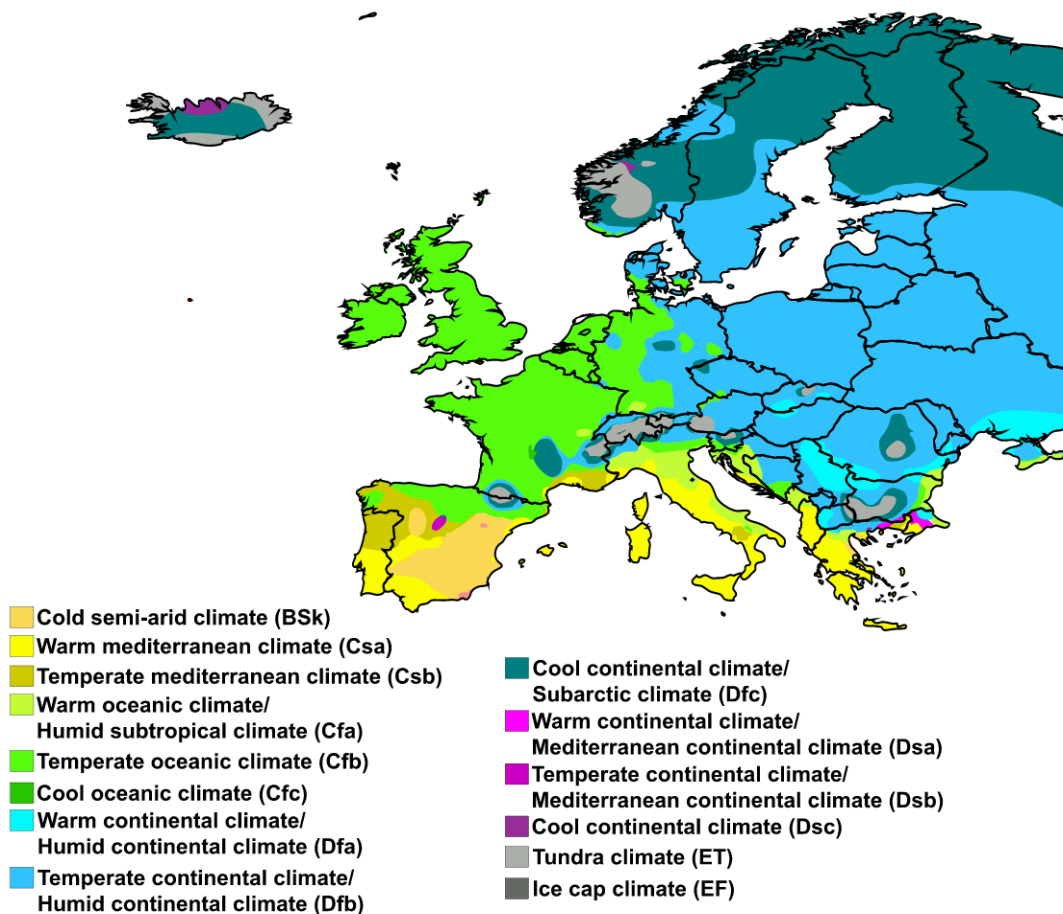 Cold semi-arid climate (BSk)
Warm mediterranean climate (Csa)
Temperate mediterranean climate (Csb)
Warm oceanic climate/
Humid subtropical climate (Cfa)
Temperate oceanic climate (Cfb)
Cool oceanic climate (Cfc)
Warm continental climate/
Humid continental climate (Dfa)
Temperate continental climate/
Humid continental climate (Dfb)
Cool continental climate/
Subarctic climate (Dfc)
Warm continental climate/
Mediterranean continental climate (Dsa)
Temperate continental climate/
Mediterranean continental climate (Dsb)
Cool continental climate (Dsc)
Tundra climate (ET)
Ice cap climate (EF)